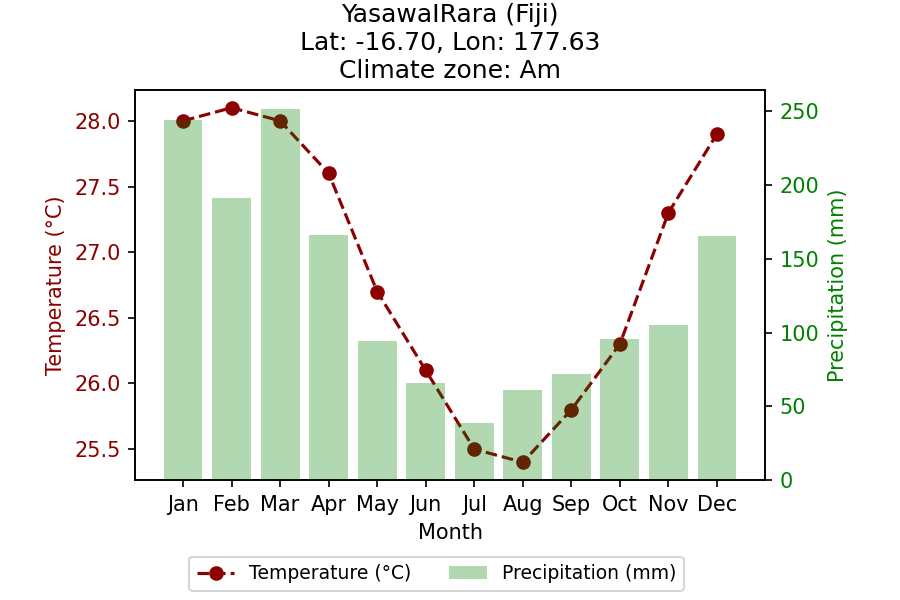 YasawaIRara (Fiji)
Lat: -16.70, Lon: 177.63
Climate zone: Am
Temperature (°C)
28.0
27.5
27.0
26.5
26.0
25.5
250
200
150
100
50
0
Precipitation (mm)
Jan Feb Mar Apr May Jun Jul Aug Sep Oct Nov Dec
Month
Temperature (°C) Precipitation (mm)